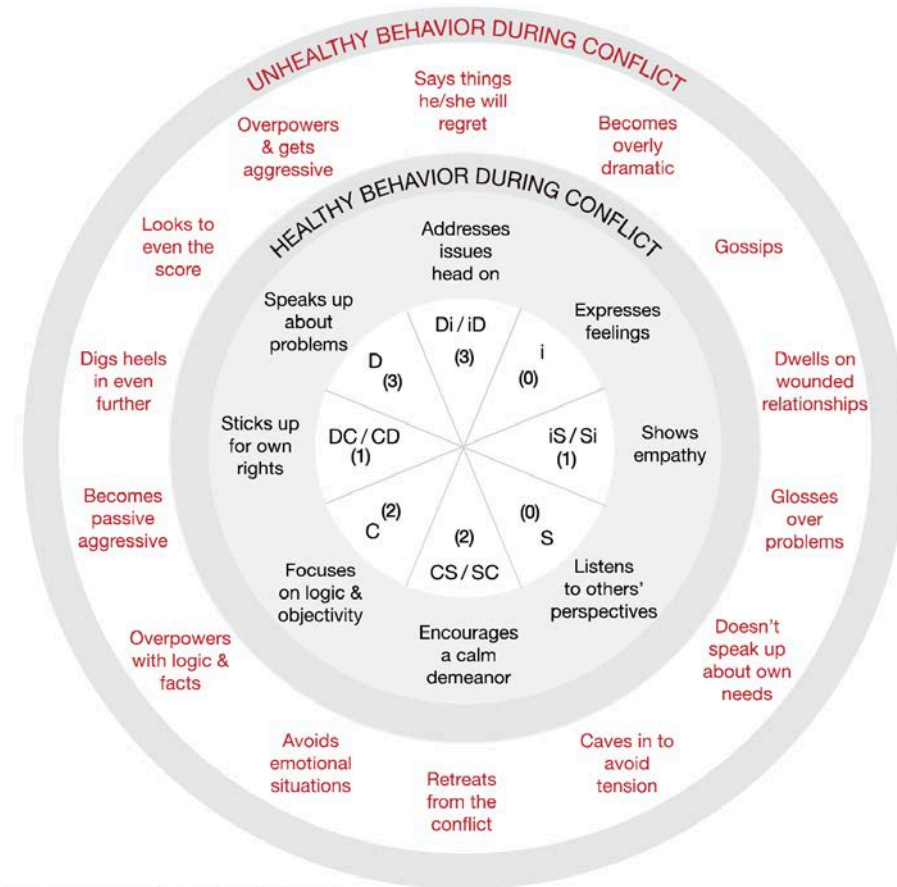 UNHEALTHY BEHAVIOR DURING CONFLICT
Says things
he/she will
regret
Becomes
overly
dramatic
Gossips
Dwells on
wounded
relationships
Glosses
over
problems
Doesn't
speak up
about own
needs
Caves in to
avoid
tension
Retreats
from the
conflict
Avoids
emotional
situations
Overpowers
with logic &
facts
Becomes
passive
aggressive
Digs heels
in even
further
Looks to
even the
score
Overpowers
& gets
aggressive
HEALTHY BEHAVIOR DURING CONFLICT
Addresses
issues
head on
Expresses
feelings
Shows
empathy
Listens
to others'
perspectives
Encourages
a calm
demeanor
Focuses
on logic &
objectivity
Sticks up
for own
rights
Speaks up
about
problems
Di / iD
(3)
i
(0)
iS / Si
(1)
(0)
S
(2)
CS / SC
(2)
C
DC / CD
(1)
D
(3)